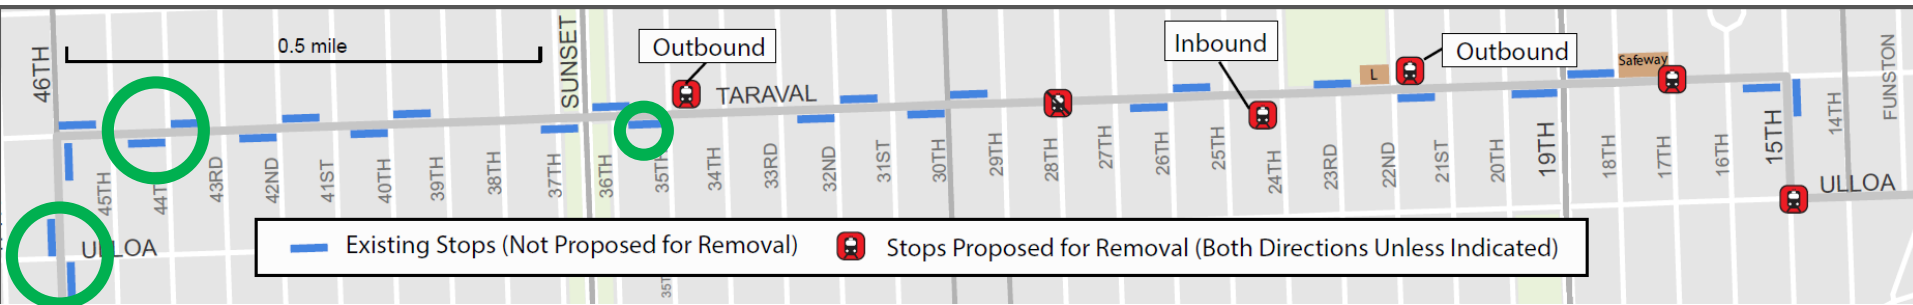 46TH
0.5 mile
SUNSET
Outbound
TARAVAL
Inbound
L
Outbound
Safeway
FUNSTON
45TH
44T
43RD
42ND
41ST
40TH
39TH
38TH
37TH
36TH
35TH
34TH
33RD
32ND
31ST
30TH
29TH
28TH
27TH
26TH
25TH
24TH
23RD
22ND
21ST
20TH
19TH
18TH
17TH
16TH
15TH
14TH
ULLOA
ULLOA
Existing Stops (Not Proposed for Removal)
Stops Proposed for Removal (Both Directions Unless Indicated)
35T